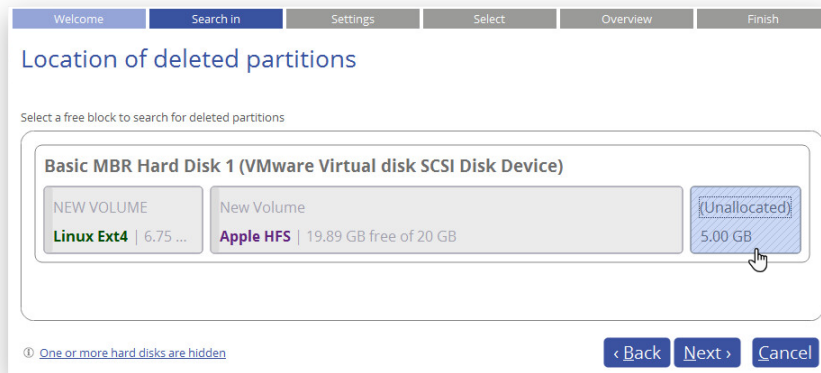 Welcome Search in Settings Select Overview Finish
Location of deleted partitions
Select a free block to search for deleted partitions
Basic MBR Hard Disk 1 (VMware Virtual disk SCSI Disk Device)
NEW VOLUME New Volume (Unallocated)
Linux Ext4 | 6.75 ... Apple HFS | 19.89 GB free of 20 GB 5.00 GB
One or more hard disks are hidden ‹ Back Next › Cancel